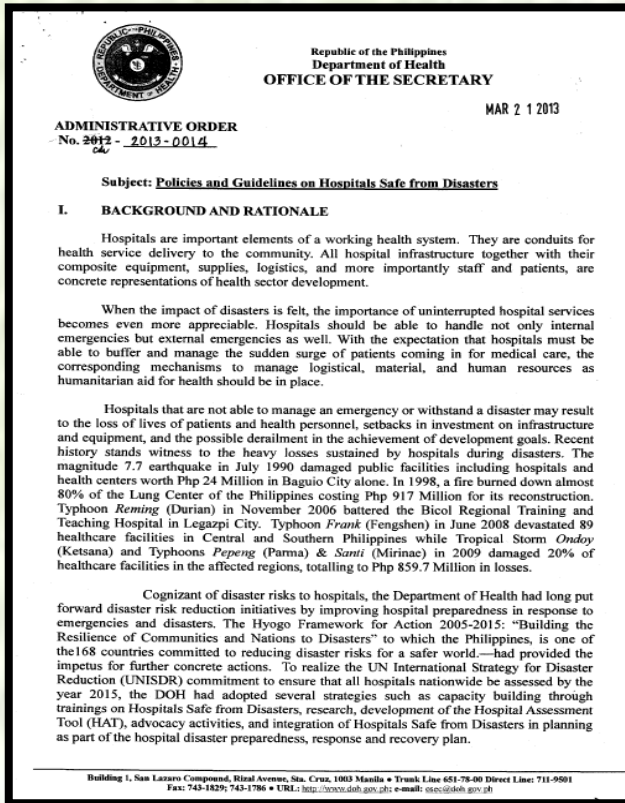 REPUBLIC OF THE PHILIPPINES
DEPARTMENT OF HEALTH
Republic of the Philippines
Department of Health
OFFICE OF THE SECRETARY
MAR 21 2013
ADMINISTRATIVE ORDER
No. 2012 - 2013-0014
Subject: Policies and Guidelines on Hospitals Safe from Disasters
I. BACKGROUND AND RATIONALE
Hospitals are important elements of a working health system. They are conduits for
health service delivery to the community. All hospital infrastructure together with their
composite equipment, supplies, logistics, and more importantly staff and patients, are
concrete representations of health sector development.
When the impact of disasters is felt, the importance of uninterrupted hospital services
becomes even more appreciable. Hospitals should be able to handle not only internal
emergencies but external emergencies as well. With the expectation that hospitals must be
able to buffer and manage the sudden surge of patients coming in for medical care, the
corresponding mechanisms to manage logistical, material, and human resources as
humanitarian aid for health should be in place.
Hospitals that are not able to manage an emergency or withstand a disaster may result
to the loss of lives of patients and health personnel, setbacks in investment on infrastructure
and equipment, and the possible derailment in the achievement of development goals. Recent
history stands witness to the heavy losses sustained by hospitals during disasters. The
magnitude 7.7 earthquake in July 1990 damaged public facilities including hospitals and
health centers worth Php 24 Million in Baguio City alone. In 1998, a fire burned down almost
80% of the Lung Center of the Philippines costing Php 917 Million for its reconstruction.
Typhoon Reming (Durian) in November 2006 battered the Bicol Regional Training and
Teaching Hospital in Legazpi City. Typhoon Frank (Fengshen) in June 2008 devastated 89
healthcare facilities in Central and Southern Philippines while Tropical Storm Ondoy
(Ketsana) and Typhoons Pepeng (Parma) & Santi (Mirinae) in 2009 damaged 20% of
healthcare facilities in the affected regions, totalling to Php 859.7 Million in losses.
Cognizant of disaster risks to hospitals, the Department of Health had long put
forward disaster risk reduction initiatives by improving hospital preparedness in response to
emergencies and disasters. The Hyogo Framework for Action 2005-2015: “Building the
Resilience of Communities and Nations to Disasters” to which the Philippines, is one of
the168 countries committed to reducing disaster risks for a safer world.—had provided the
impetus for further concrete actions. To realize the UN International Strategy for Disaster
Reduction (UNISDR) commitment to ensure that all hospitals nationwide be assessed by the
year 2015, the DOH had adopted several strategies such as capacity building through
trainings on Hospitals Safe from Disasters, research, development of the Hospital Assessment
Tool (HAT), advocacy activities, and integration of Hospitals Safe from Disasters in planning
as part of the hospital disaster preparedness, response and recovery plan.
Building 1, San Lazaro Compound, Rizal Avenue, Sta. Cruz, 1003 Manila ● Trunk Line 651-78-00 Direct Line: 711-9501
Fax: 743-1829; 743-1786 ● URL: http://www.doh.gov.ph; e-mail: osec@doh.gov.ph